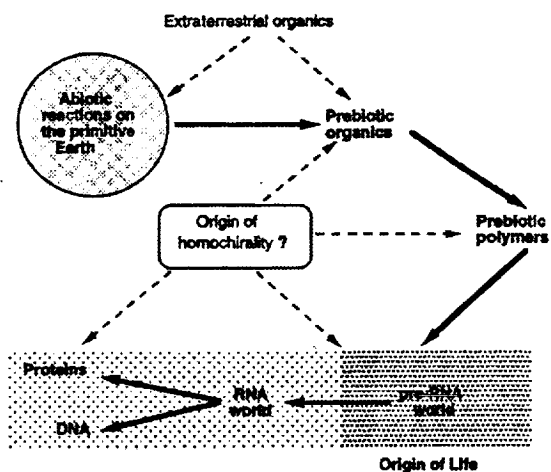 Extraterrestrial organics
Abiotic
reactions on
the primitive
Earth
Prebiotic
organics
Origin of
homochirality ?
Prebiotic
polymers
Proteins
RNA
world
pre-RNA
world
DNA
Origin of Life